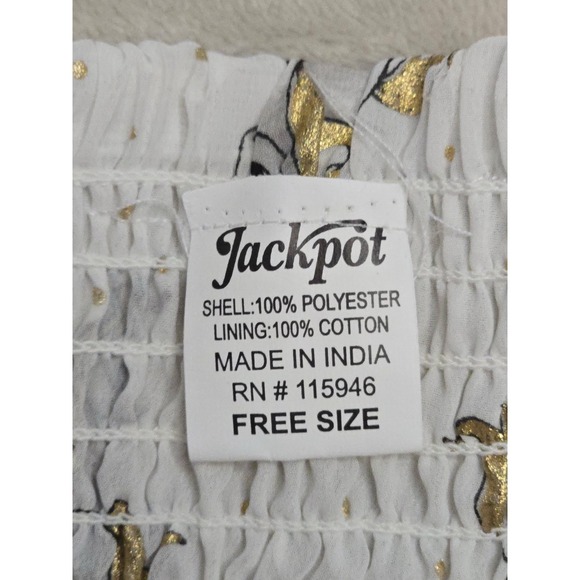 Jackpot
SHELL:100% POLYESTER
LINING:100% COTTON
MADE IN INDIA
RN # 115946
FREE SIZE